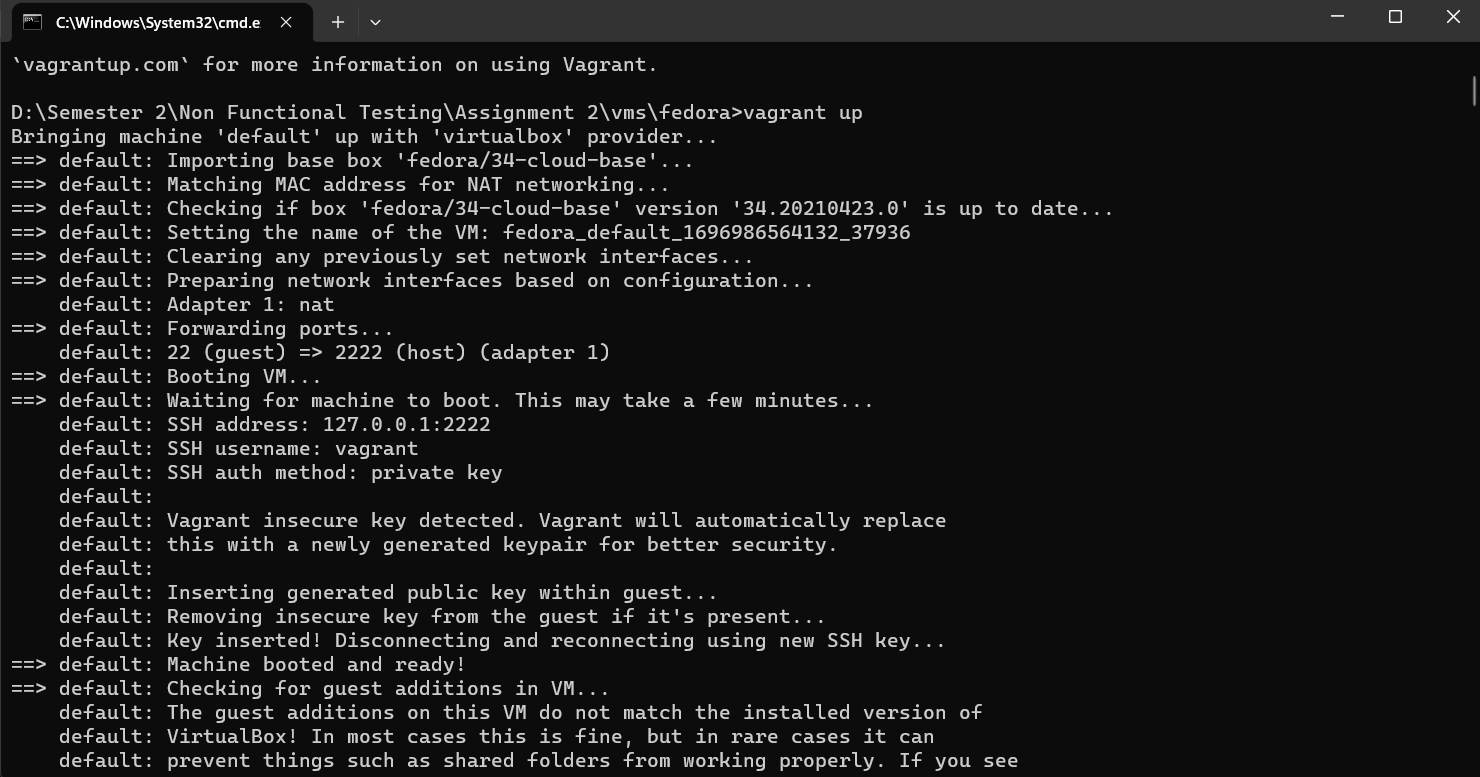 C:\Windows\System32\cmd.e
`vagrantup.com` for more information on using Vagrant.
D:\Semester 2\Non Functional Testing\Assignment 2\vms\fedora>vagrant up
Bringing machine 'default' up with 'virtualbox' provider...
==> default: Importing base box 'fedora/34-cloud-base'...
==> default: Matching MAC address for NAT networking...
==> default: Checking if box 'fedora/34-cloud-base' version '34.20210423.0' is up to date...
==> default: Setting the name of the VM: fedora_default_1696986564132_37936
==> default: Clearing any previously set network interfaces...
==> default: Preparing network interfaces based on configuration...
    default: Adapter 1: nat
==> default: Forwarding ports...
    default: 22 (guest) => 2222 (host) (adapter 1)
==> default: Booting VM...
==> default: Waiting for machine to boot. This may take a few minutes...
    default: SSH address: 127.0.0.1:2222
    default: SSH username: vagrant
    default: SSH auth method: private key
    default:
    default: Vagrant insecure key detected. Vagrant will automatically replace
    default: this with a newly generated keypair for better security.
    default:
    default: Inserting generated public key within guest...
    default: Removing insecure key from the guest if it's present...
    default: Key inserted! Disconnecting and reconnecting using new SSH key...
==> default: Machine booted and ready!
==> default: Checking for guest additions in VM...
    default: The guest additions on this VM do not match the installed version of
    default: VirtualBox! In most cases this is fine, but in rare cases it can
    default: prevent things such as shared folders from working properly. If you see